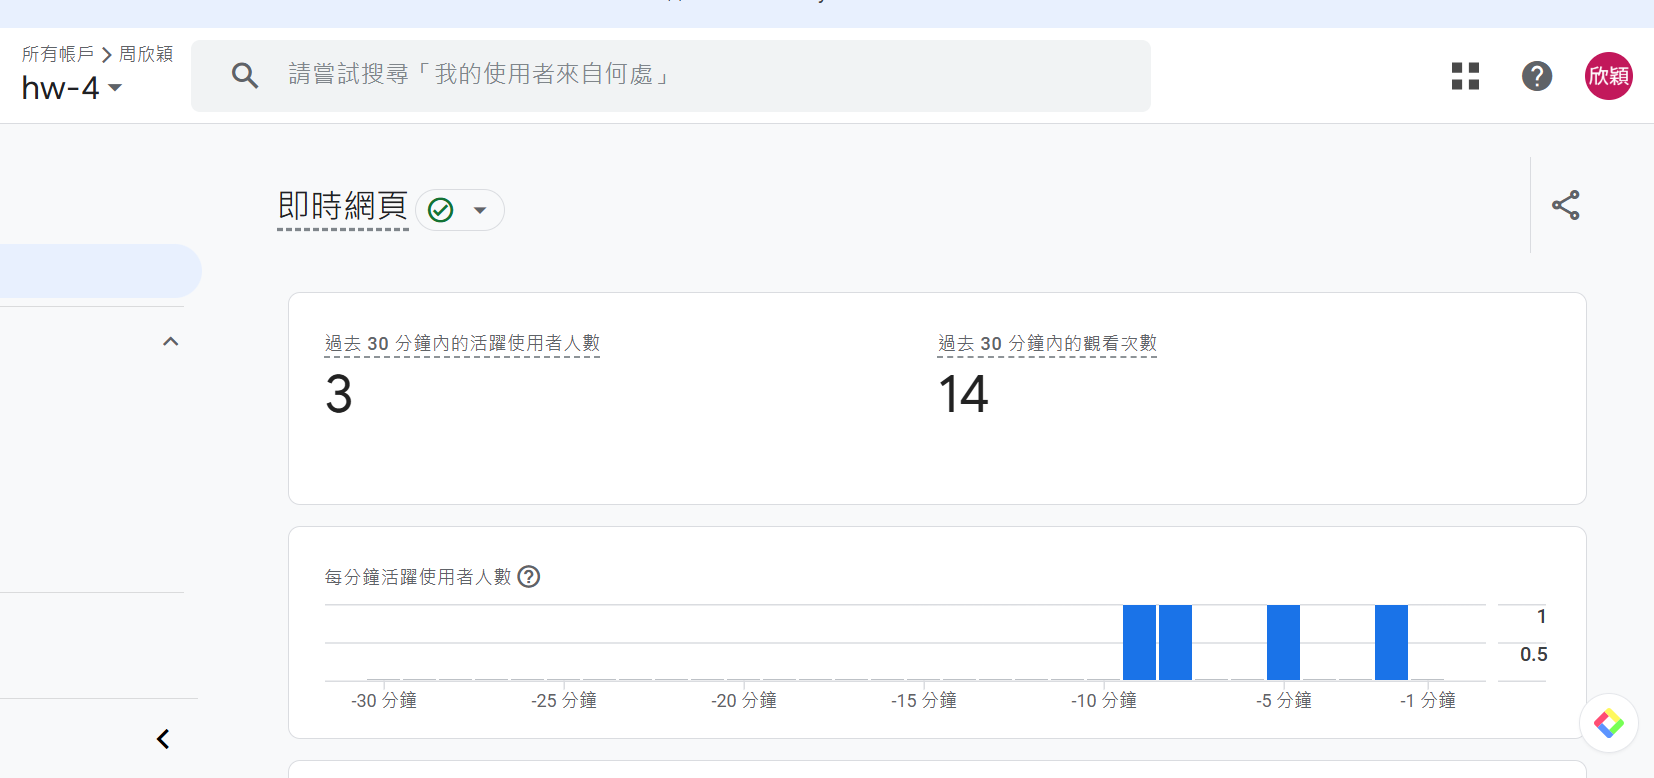 所有帳戶 > 周欣穎
hw-4
請嘗試搜尋「我的使用者來自何處」
欣穎
即時網頁
過去 30 分鐘內的活躍使用者人數
3
過去 30 分鐘內的觀看次數
14
每分鐘活躍使用者人數
1
0.5
-30 分鐘 -25 分鐘 -20 分鐘 -15 分鐘 -10 分鐘 -5 分鐘 -1 分鐘